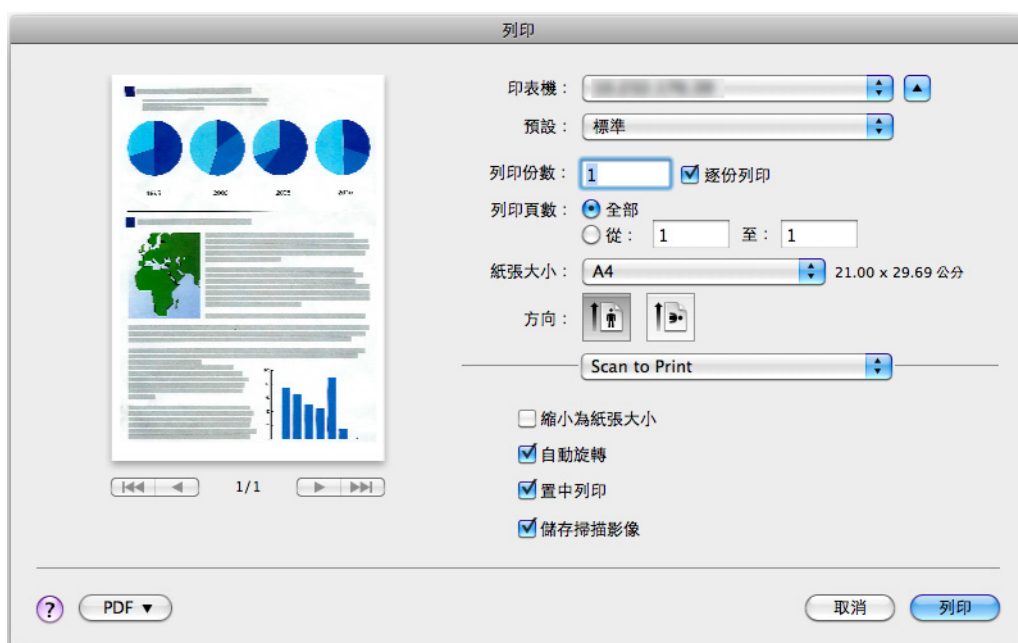 列印
印表機：
預設： 標準
列印份數： 1 逐份列印
列印頁數： 全部
從： 1 至： 1
紙張大小： A4 21.00 x 29.69 公分
方向：
Scan to Print
縮小為紙張大小
自動旋轉
置中列印
儲存掃描影像
1/1
? PDF 取消 列印